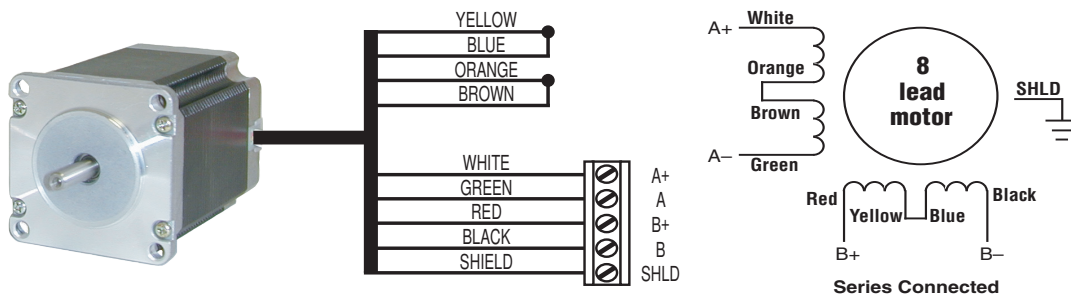 YELLOW
BLUE
ORANGE
BROWN
WHITE
GREEN
RED
BLACK
SHIELD
A+
A
B+
B
SHLD
A+
White
Orange
Brown
A–
Green
8
lead
motor
SHLD
Red
Yellow
Blue
Black
B+
B–
Series Connected